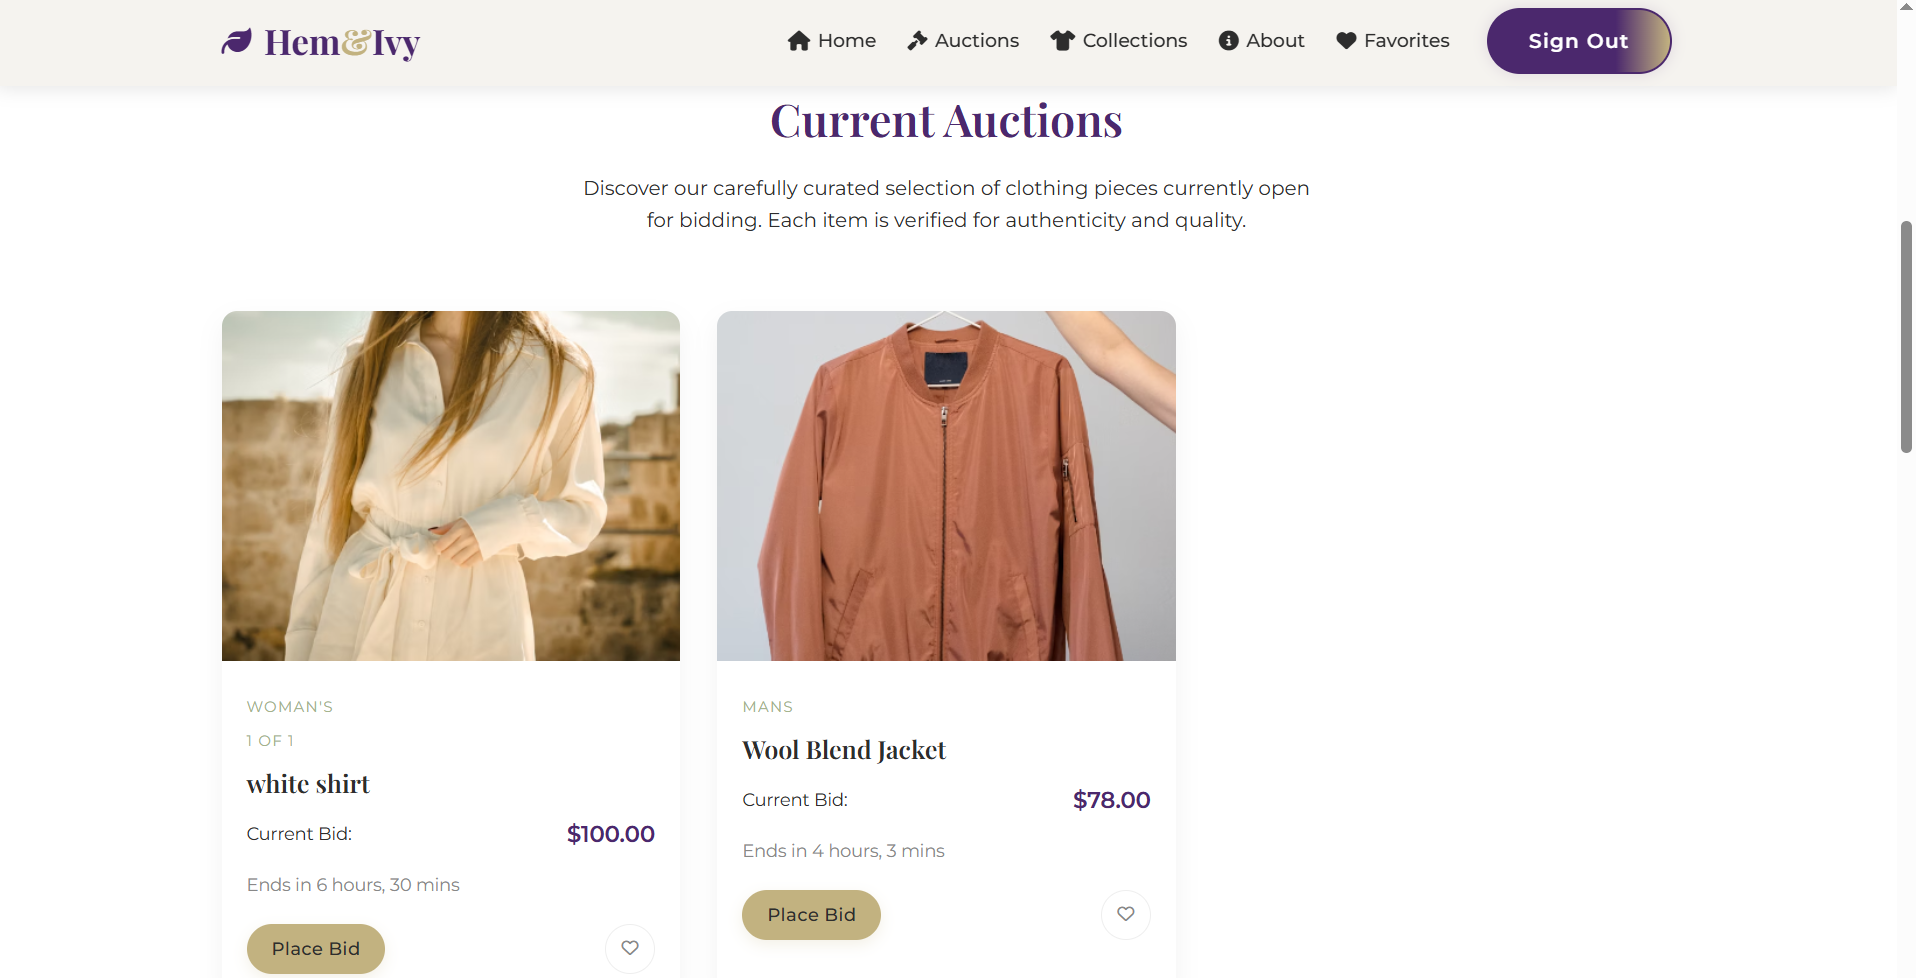 Hem&Ivy
Home
Auctions
Collections
About
Favorites
Sign Out
Current Auctions
Discover our carefully curated selection of clothing pieces currently open
for bidding. Each item is verified for authenticity and quality.
WOMAN'S
1 OF 1
white shirt
Current Bid:
$100.00
Ends in 6 hours, 30 mins
Place Bid
MANS
Wool Blend Jacket
Current Bid:
$78.00
Ends in 4 hours, 3 mins
Place Bid